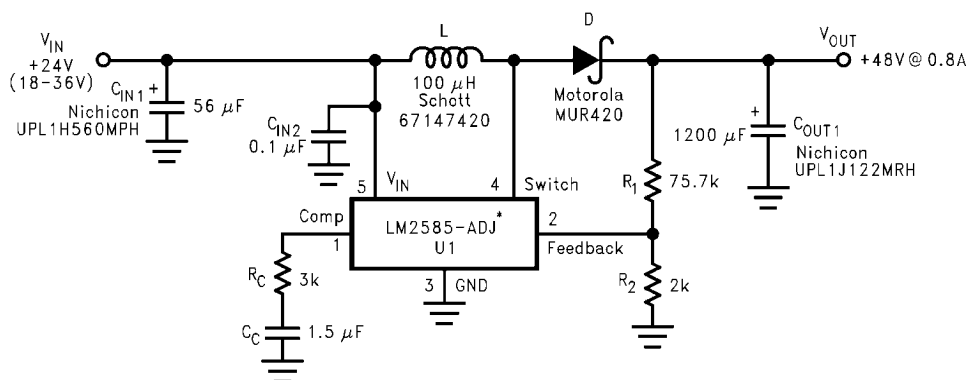 V_IN
+24V
(18-36V)
C_IN1 +
Nichicon
UPL1H560MPH
56 μF
C_IN2
0.1 μF
L
100 μH
Schott
67147420
D
Motorola
MUR420
V_OUT
+48V @ 0.8A
1200 μF
+
C_OUT1
Nichicon
UPL1J122MRH
R_1
75.7k
5
V_IN
4
Switch
LM2585-ADJ*
U1
Comp
1
2
Feedback
3
GND
R_C
3k
C_C
1.5 μF
R_2
2k